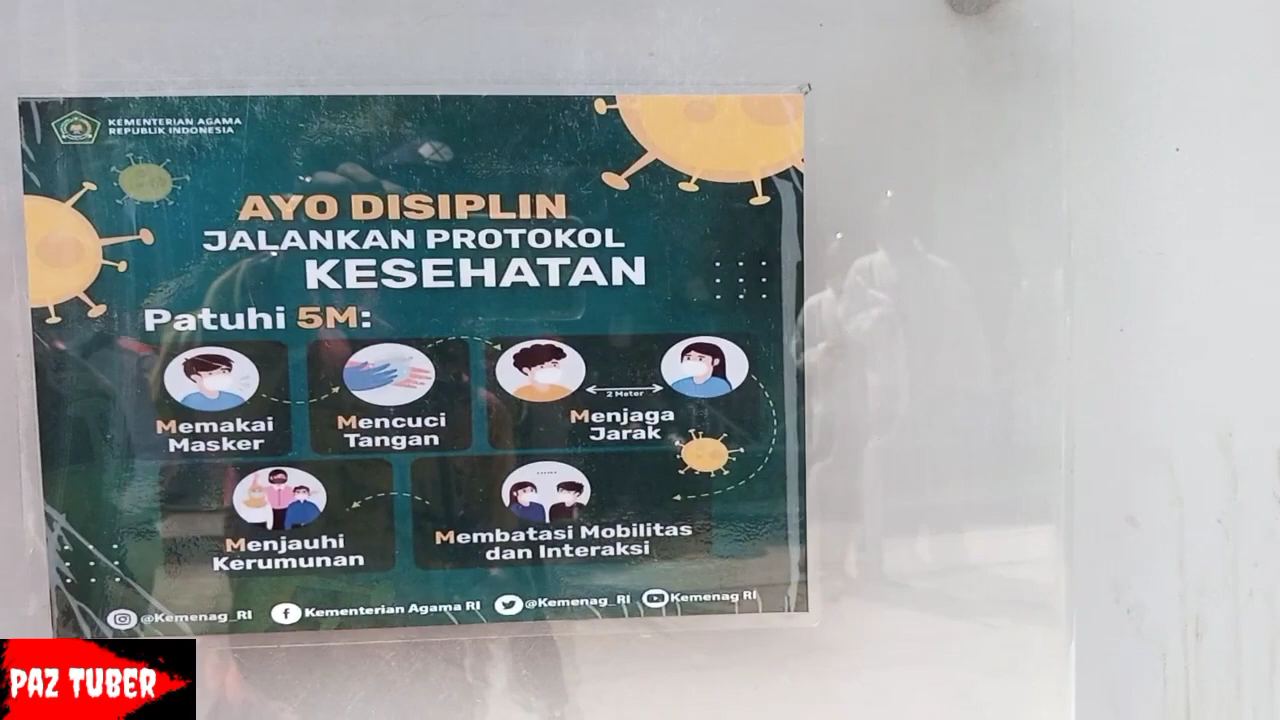 KEMENTERIAN AGAMA
REPUBLIK INDONESIA
AYO DISIPLIN
JALANKAN PROTOKOL
KESEHATAN
Patuhi 5M:
Memakai
Masker
Mencuci
Tangan
2 Meter
Menjaga
Jarak
Menjauhi
Kerumunan
Membatasi Mobilitas
dan Interaksi
@Kemenag_RI
Kementerian Agama RI
@Kemenag_RI
Kemenag RI
PAZ TUBER